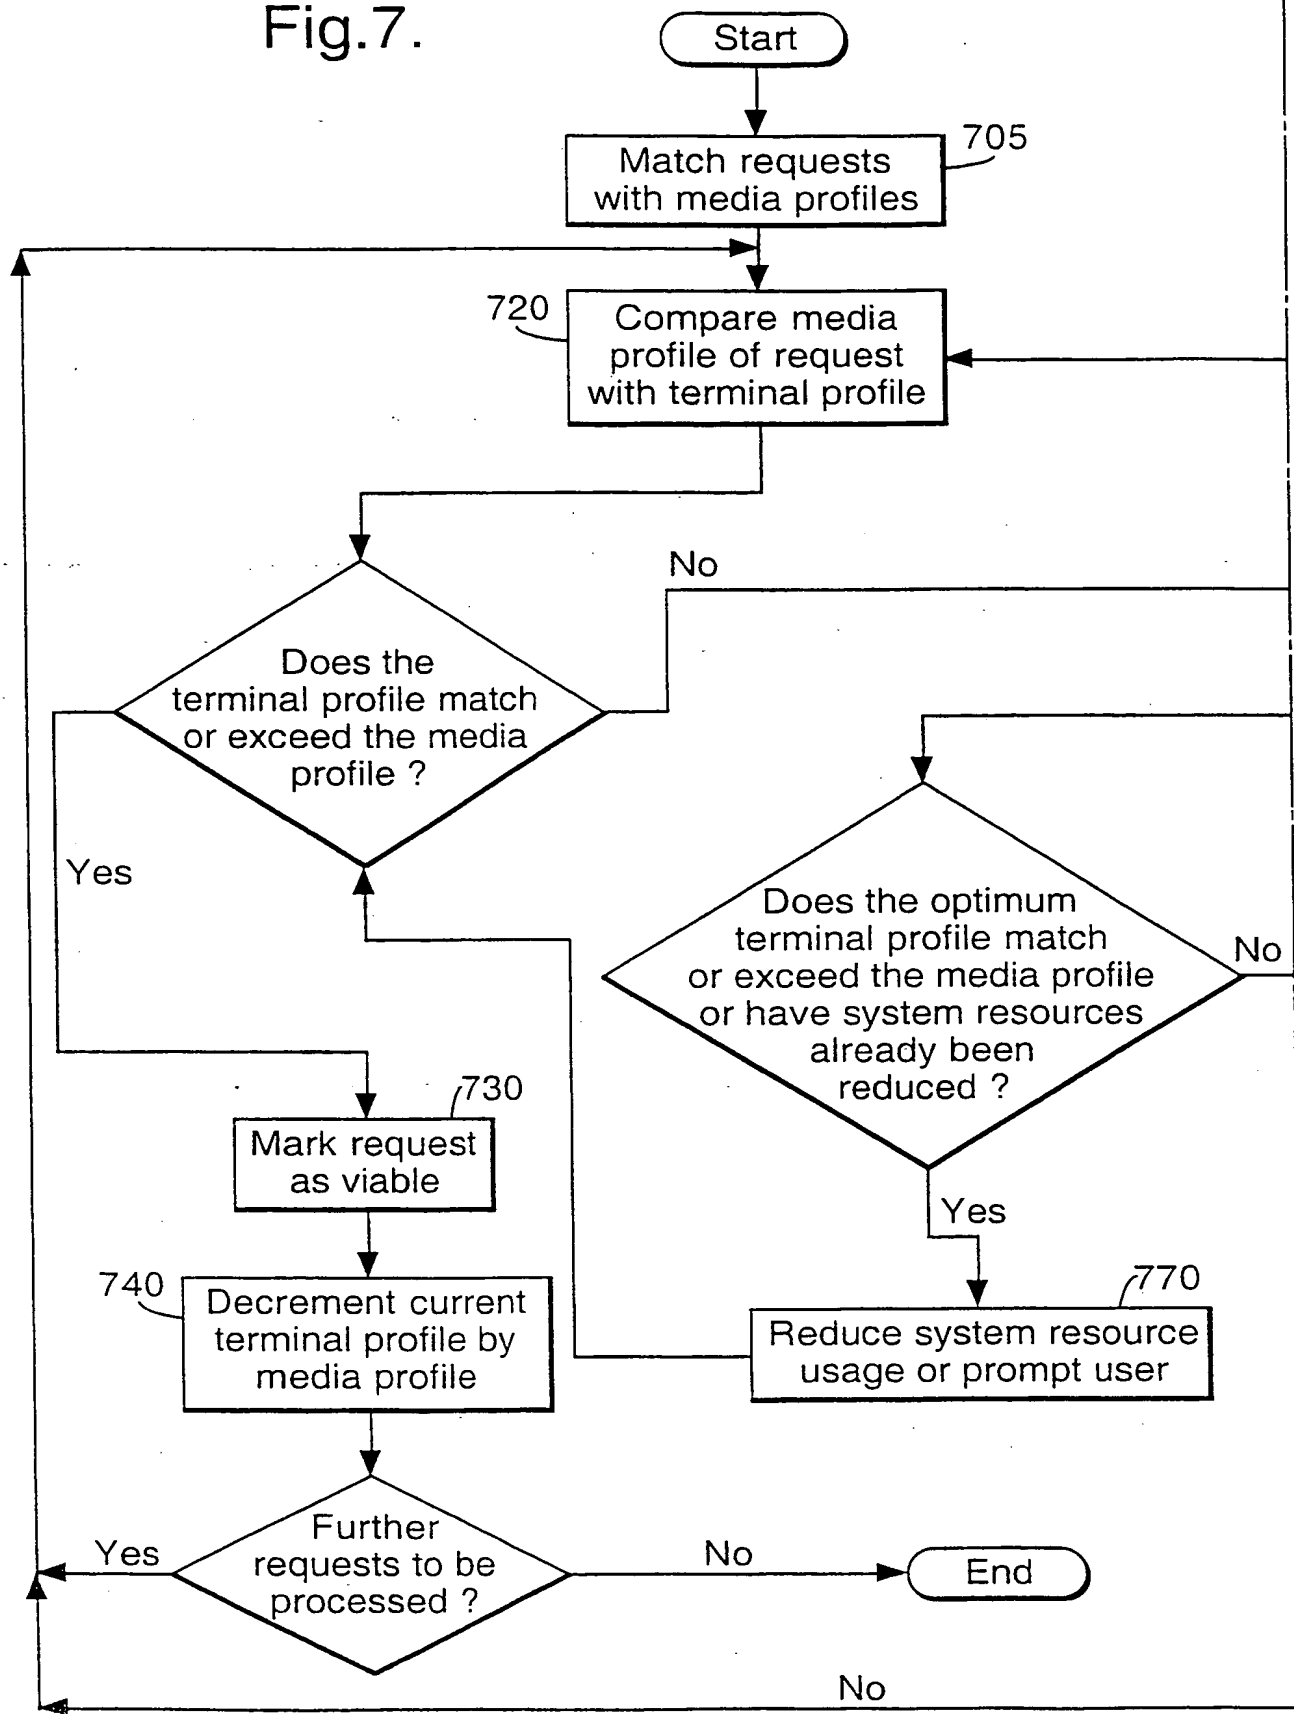 Fig.7.
Start
705
Match requests
with media profiles
720
Compare media
profile of request
with terminal profile
No
Does the
terminal profile match
or exceed the media
profile ?
Yes
Does the optimum
terminal profile match
or exceed the media profile
or have system resources
already been
reduced ?
No
730
Mark request
as viable
Yes
740
Decrement current
terminal profile by
media profile
770
Reduce system resource
usage or prompt user
Further
requests to be
processed ?
Yes
No
End
No